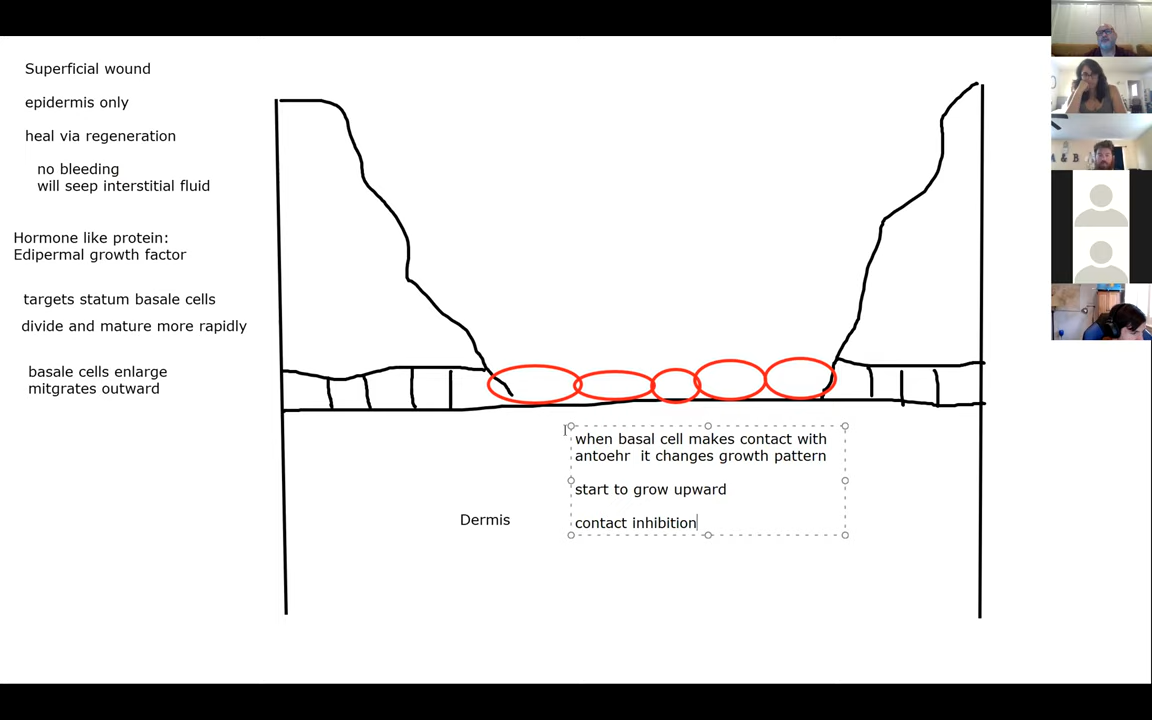 Superficial wound
epidermis only
heal via regeneration
no bleeding
will seep interstitial fluid
Hormone like protein:
Edipermal growth factor
targets statum basale cells
divide and mature more rapidly
basale cells enlarge
mitgrates outward
when basal cell makes contact with
antoehr  it changes growth pattern
start to grow upward
contact inhibition
Dermis
A & B